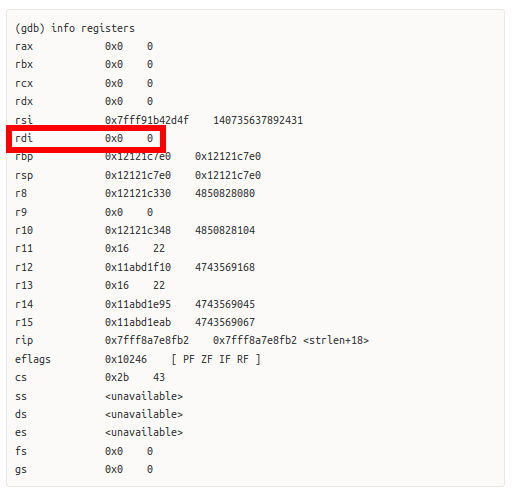 (gdb) info registers
rax 0x0 0
rbx 0x0 0
rcx 0x0 0
rdx 0x0 0
rsi 0x7fff91b42d4f 140735637892431
rdi 0x0 0
rbp 0x12121c7e0 0x12121c7e0
rsp 0x12121c7e0 0x12121c7e0
r8 0x12121c330 4850828080
r9 0x0 0
r10 0x12121c348 4850828104
r11 0x16 22
r12 0x11abd1f10 4743569168
r13 0x16 22
r14 0x11abd1e95 4743569045
r15 0x11abd1eab 4743569067
rip 0x7fff8a7e8fb2 0x7fff8a7e8fb2 <strlen+18>
eflags 0x10246 [ PF ZF IF RF ]
cs 0x2b 43
ss <unavailable>
ds <unavailable>
es <unavailable>
fs 0x0 0
gs 0x0 0